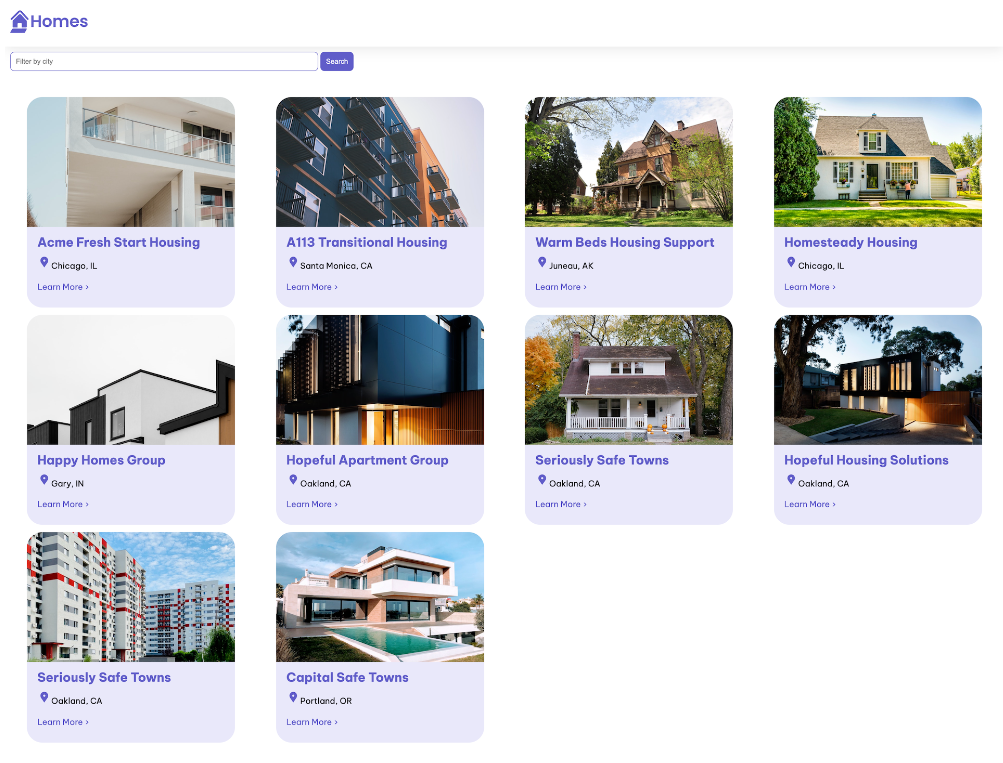 Homes
Filter by city
Search
Acme Fresh Start Housing
Chicago, IL
Learn More ›
A113 Transitional Housing
Santa Monica, CA
Learn More ›
Warm Beds Housing Support
Juneau, AK
Learn More ›
Homesteady Housing
Chicago, IL
Learn More ›
Happy Homes Group
Gary, IN
Learn More ›
Hopeful Apartment Group
Oakland, CA
Learn More ›
Seriously Safe Towns
Oakland, CA
Learn More ›
Hopeful Housing Solutions
Oakland, CA
Learn More ›
Seriously Safe Towns
Oakland, CA
Learn More ›
Capital Safe Towns
Portland, OR
Learn More ›